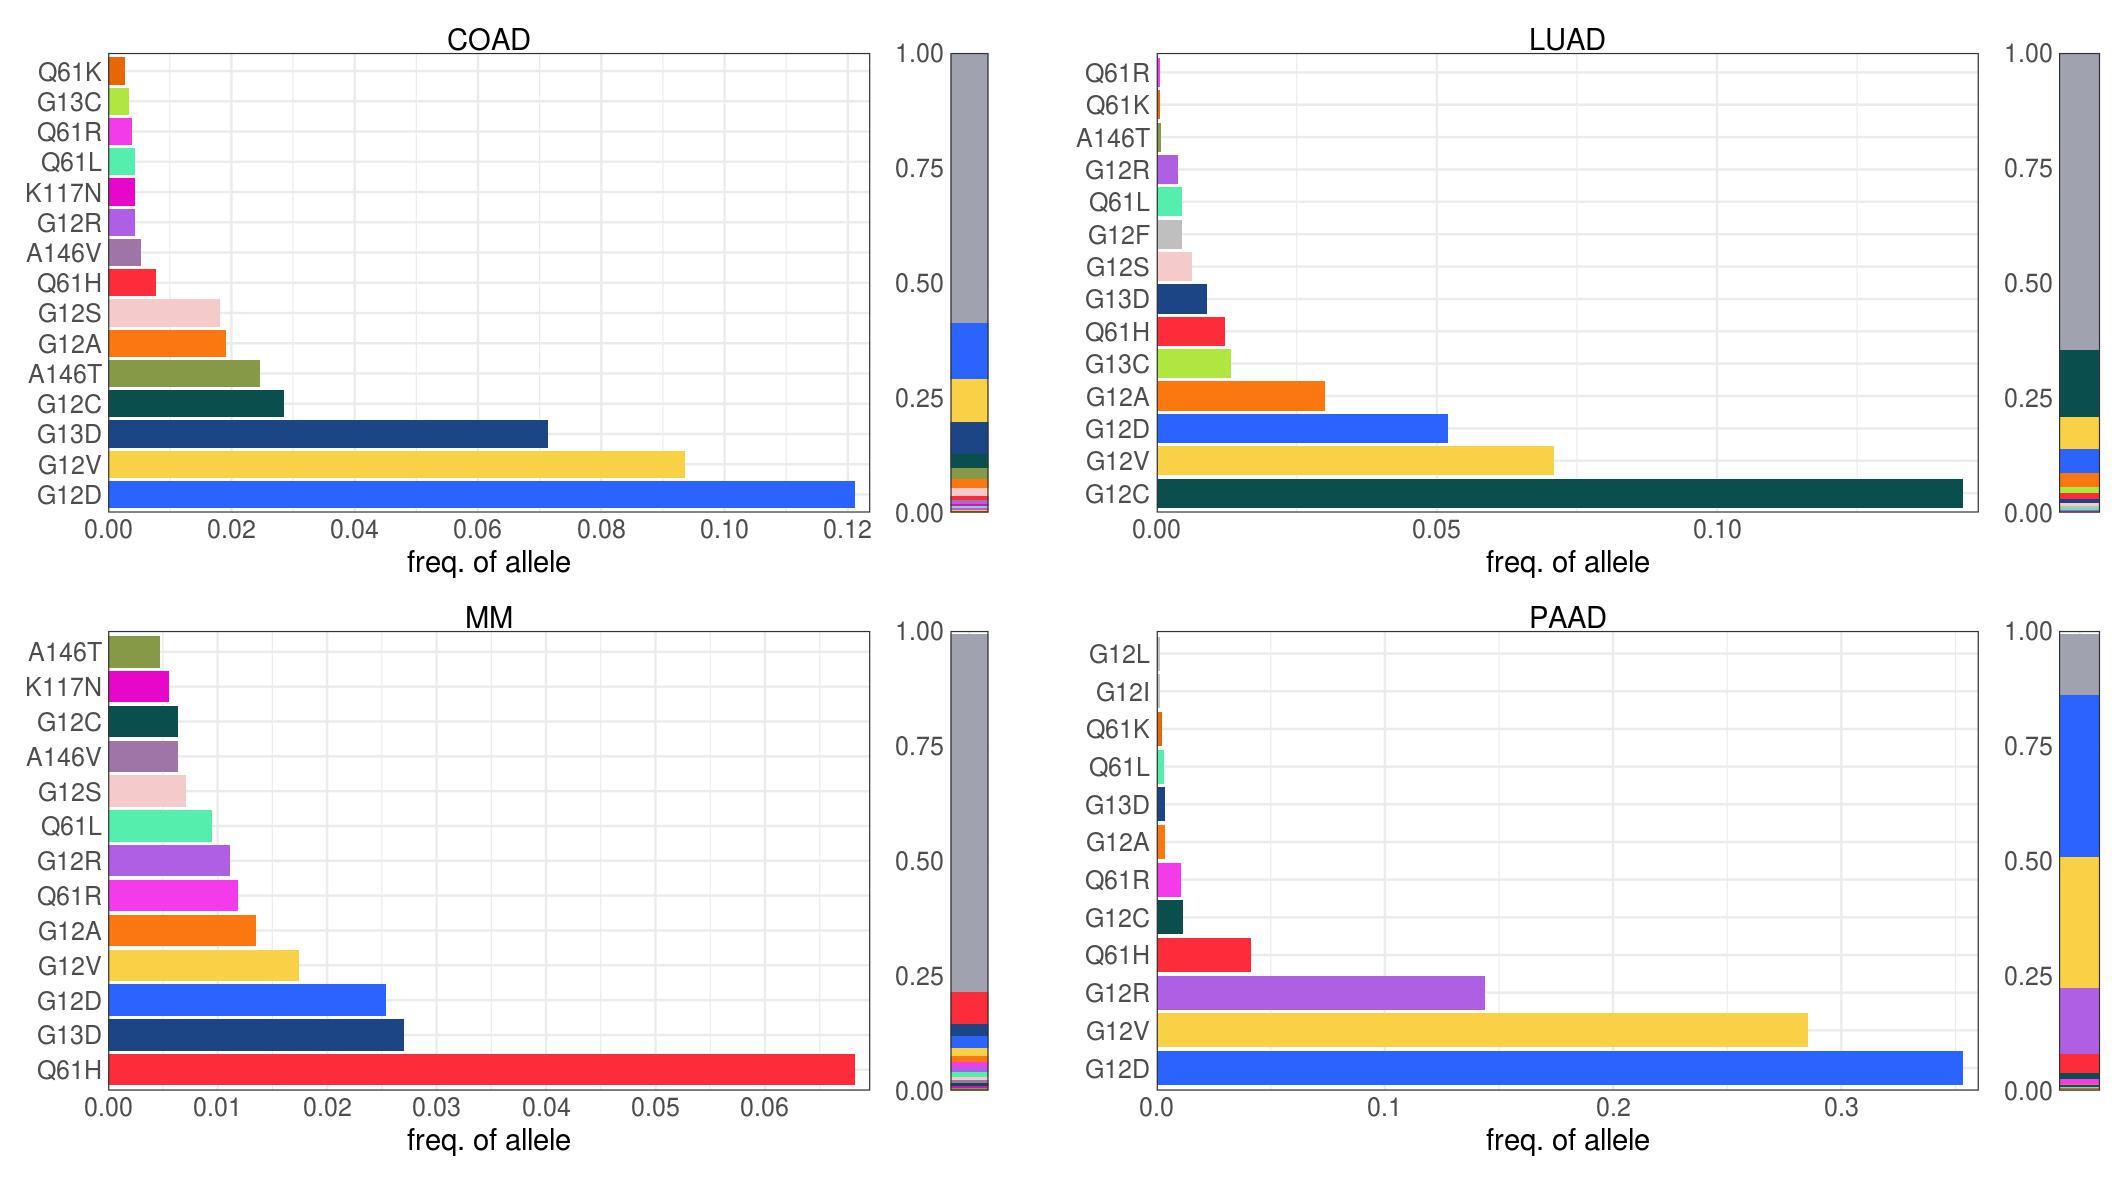 COAD
Q61K
G13C
Q61R
Q61L
K117N
G12R
A146V
Q61H
G12S
G12A
A146T
G12C
G13D
G12V
G12D
0.00 0.02 0.04 0.06 0.08 0.10 0.12
freq. of allele
1.00
0.75
0.50
0.25
0.00
LUAD
Q61R
Q61K
A146T
G12R
Q61L
G12F
G12S
G13D
Q61H
G13C
G12A
G12D
G12V
G12C
0.00 0.05 0.10
freq. of allele
1.00
0.75
0.50
0.25
0.00
MM
A146T
K117N
G12C
A146V
G12S
Q61L
G12R
Q61R
G12A
G12V
G12D
G13D
Q61H
0.00 0.01 0.02 0.03 0.04 0.05 0.06
freq. of allele
1.00
0.75
0.50
0.25
0.00
PAAD
G12L
G12I
Q61K
Q61L
G13D
G12A
Q61R
G12C
Q61H
G12R
G12V
G12D
0.0 0.1 0.2 0.3
freq. of allele
1.00
0.75
0.50
0.25
0.00